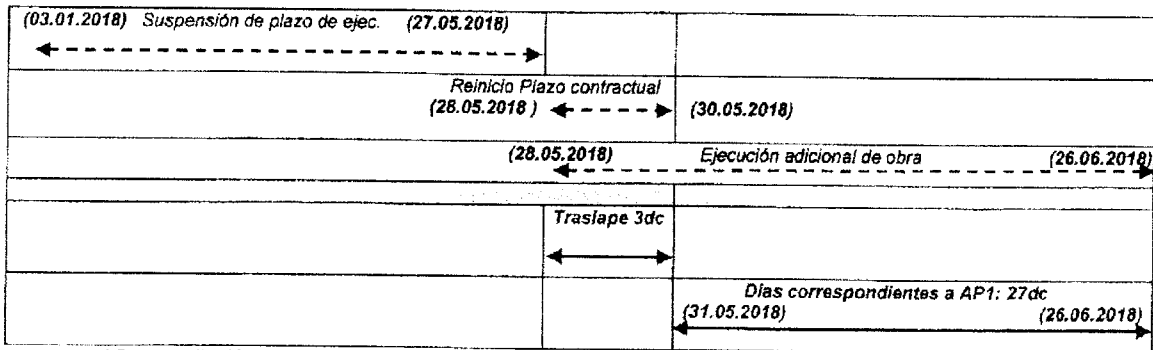 (03.01.2018) Suspensión de plazo de ejec. (27.05.2018)
Reinicio Plazo contractual
(28.05.2018 ) (30.05.2018)
(28.05.2018) Ejecución adicional de obra (26.06.2018)
Traslape 3dc
Días correspondientes a AP1: 27dc
(31.05.2018) (26.06.2018)